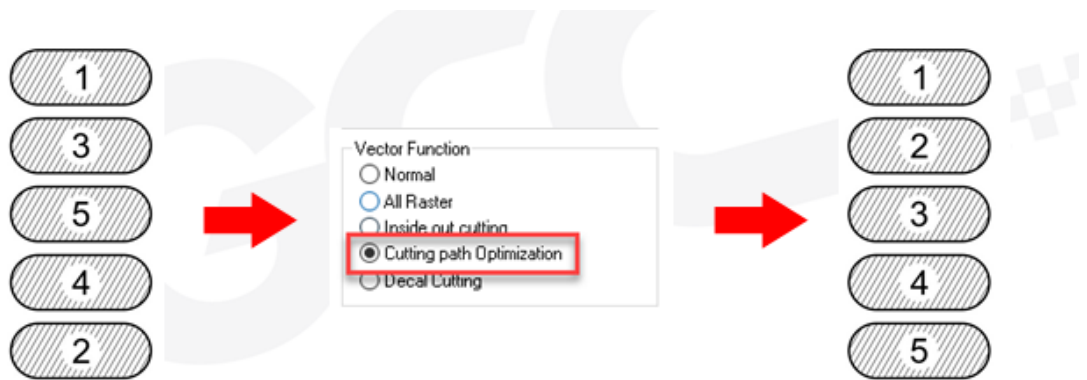 1
3
5
4
2
Vector Function
Normal
All Raster
Inside out cutting
Cutting path Optimization
Decal Cutting
1
2
3
4
5
GCC